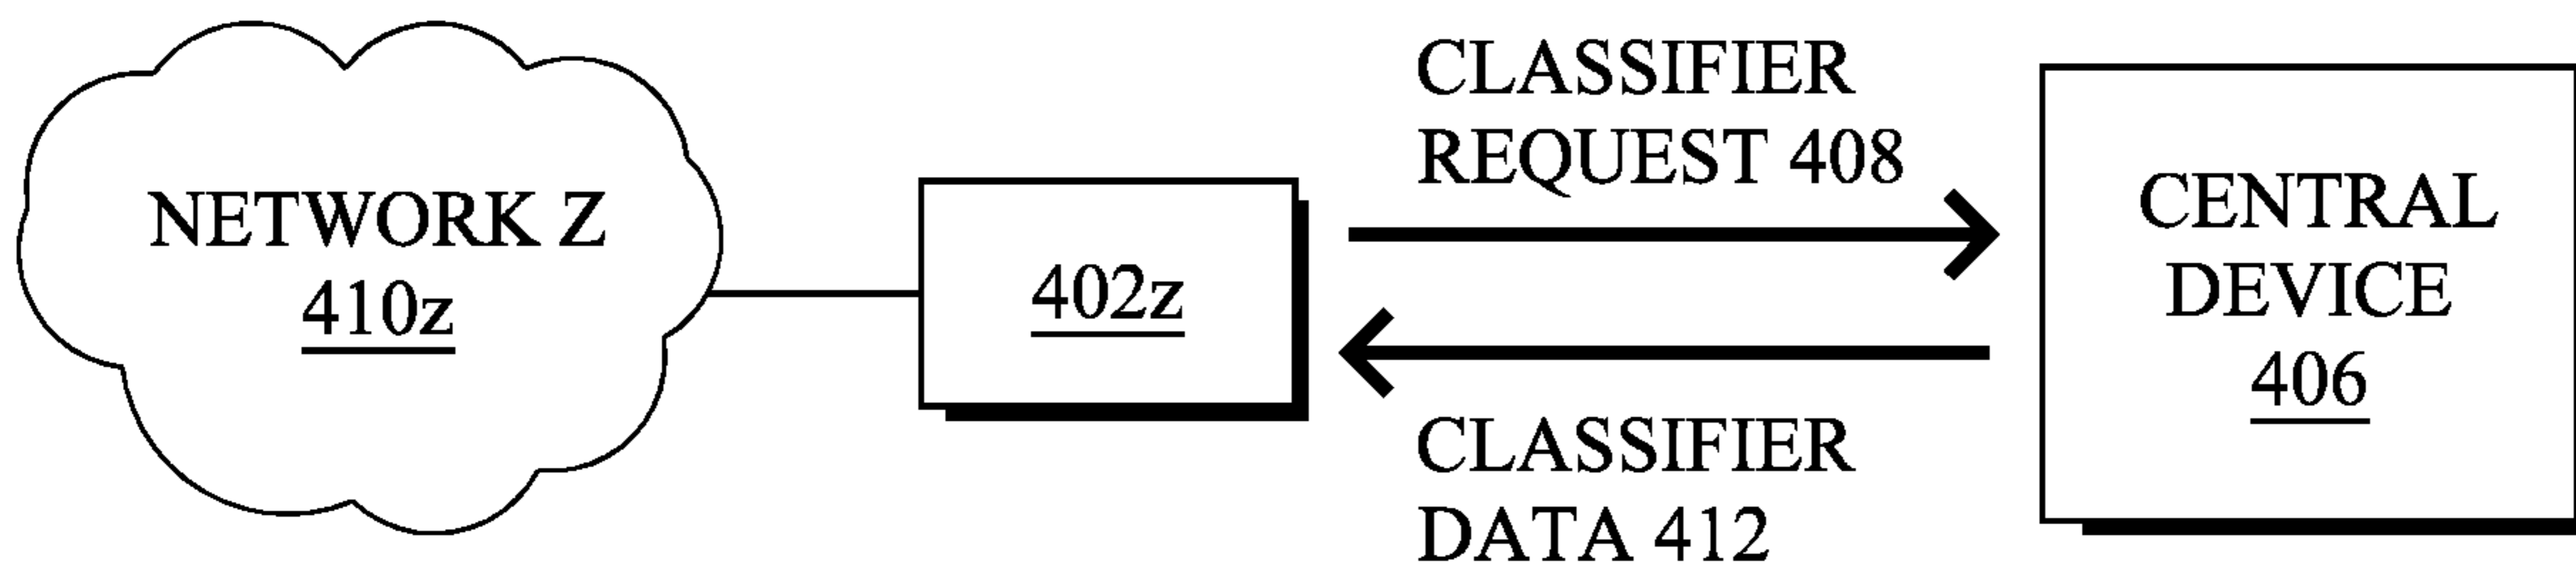 NETWORK Z
410z
402z
CLASSIFIER
REQUEST 408
CLASSIFIER
DATA 412
CENTRAL
DEVICE
406